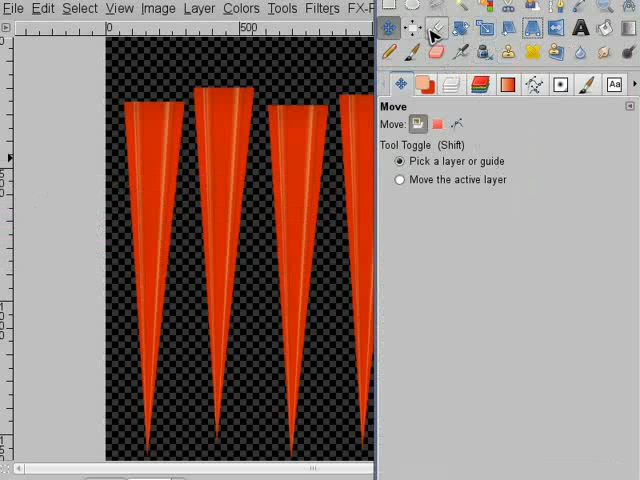 File Edit Select View Image Layer Colors Tools Filters FX-F
0 500
Move
Move:
Tool Toggle (Shift)
Pick a layer or guide
Move the active layer
Aa